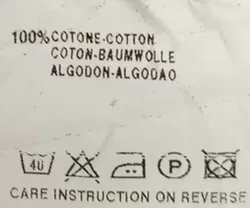 100% COTONE-COTTON
COTON-BAUMWOLLE
ALGODON-ALGODAO
40 P
CARE INSTRUCTION ON REVERSE